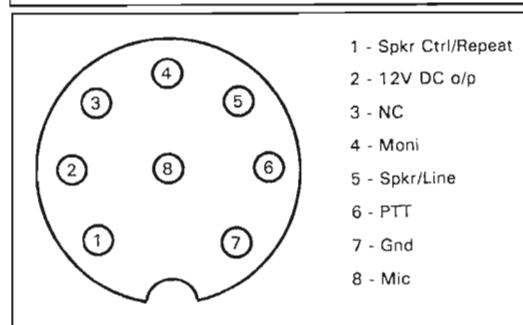 1 - Spkr Ctrl/Repeat
2 - 12V DC o/p
3 - NC
4 - Moni
5 - Spkr/Line
6 - PTT
7 - Gnd
8 - Mic
4
3
5
2
8
6
1
7